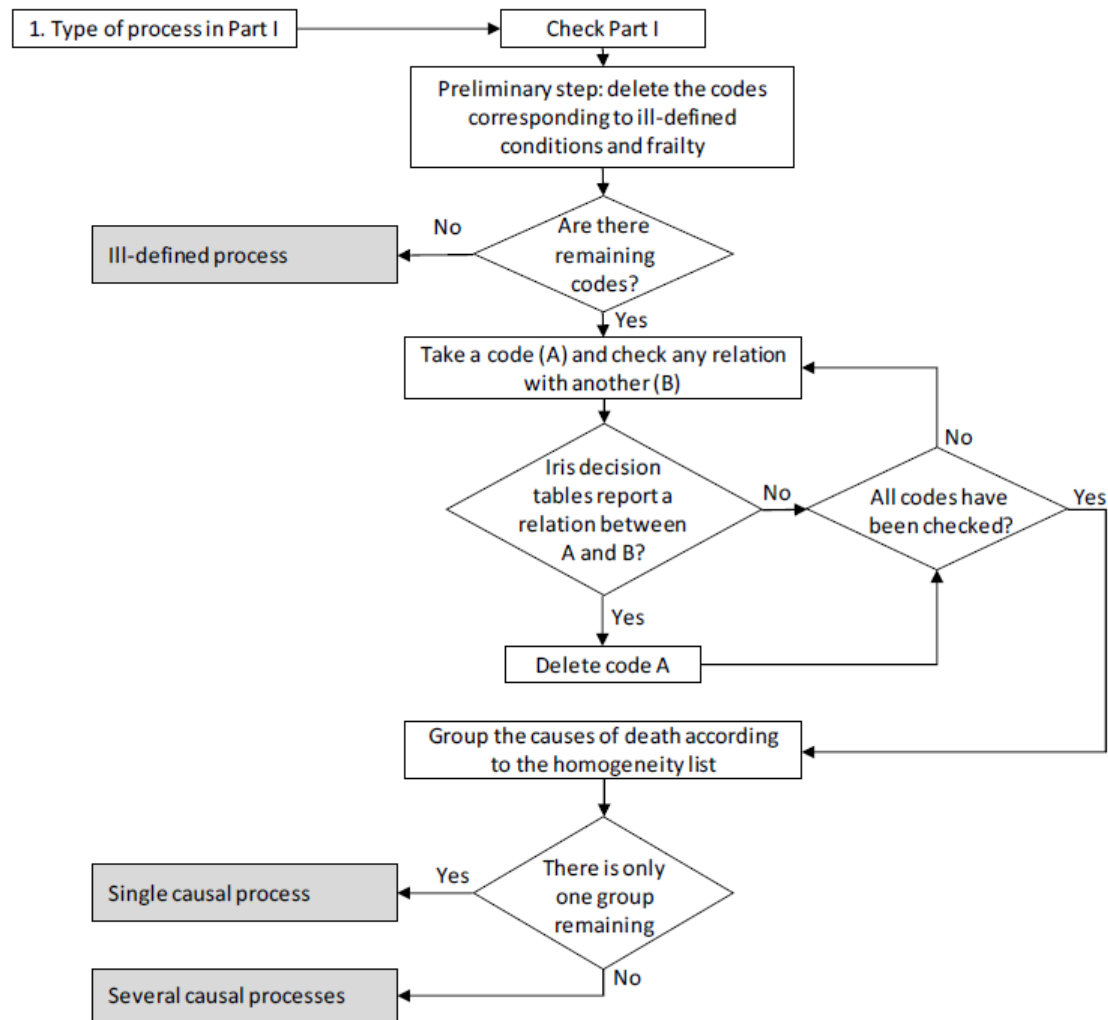 1. Type of process in Part I
Check Part I
Preliminary step: delete the codes
corresponding to ill-defined
conditions and frailty
No
Are there
remaining
codes?
Ill-defined process
Yes
Take a code (A) and check any relation
with another (B)
No
Iris decision
tables report a
relation between
A and B?
No
All codes have
been checked?
Yes
Yes
Delete code A
Group the causes of death according
to the homogeneity list
Yes
There is only
one group
remaining
Single causal process
No
Several causal processes